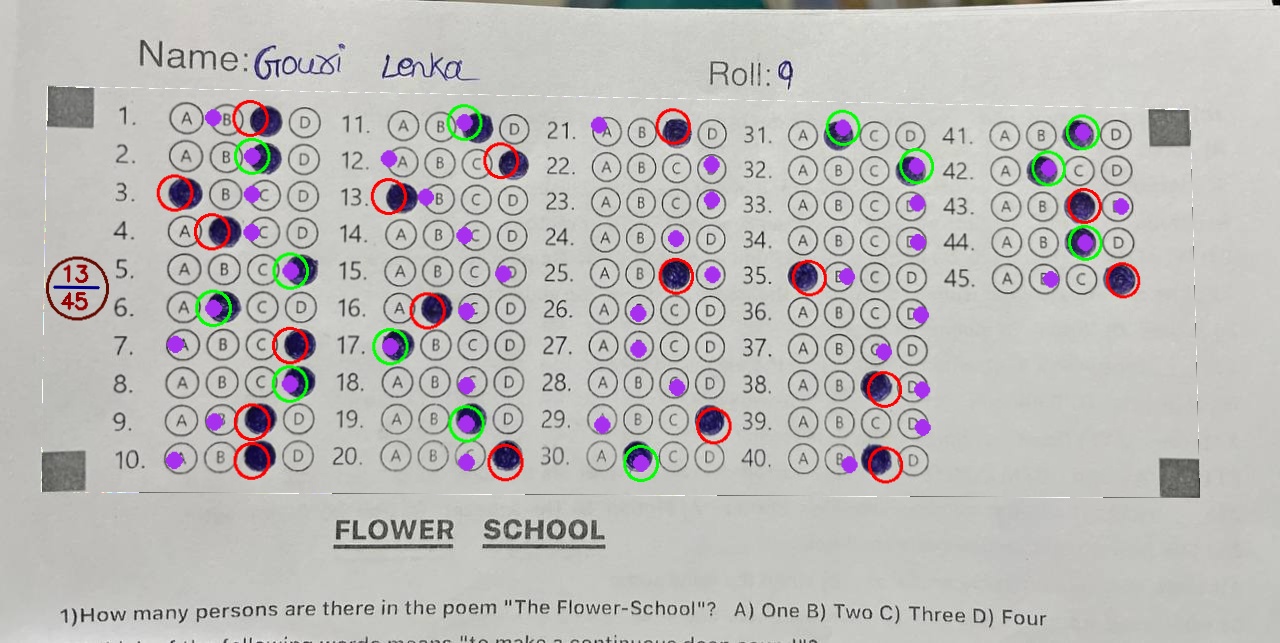 Name: Gouri Lenka
Roll: 9
1. A B D 11. A B D 21. A B D 31. A C D 41. A B D
2. A B D 12. A B C 22. A B C 32. A B C 42. A C D
3. B C D 13. B C D 23. A B C 33. A B C D 43. A B D
4. A C D 14. A B C D 24. A B D 34. A B C D 44. A B D
5. A B C 15. A B C D 25. A B 35. B C D 45. A B C
13
45
6. A C D 16. A C D 26. A C D 36. A B C D
7. A B C 17. B C D 27. A C D 37. A B C D
8. A B C 18. A B C D 28. A B C D 38. A B D
9. A B D 19. A B D 29. B C 39. A B C D
10. A B D 20. A B C 30. A C D 40. A B D
FLOWER SCHOOL
1)How many persons are there in the poem "The Flower-School"? A) One B) Two C) Three D) Four